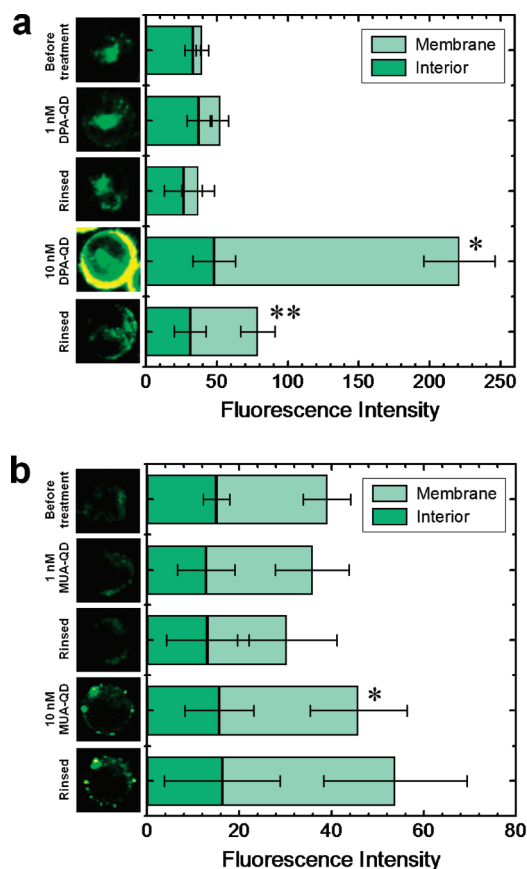 a
Before
treatment
1 nM
DPA-QD
Rinsed
10 nM
DPA-QD
Rinsed
Membrane
Interior
*
**
0 50 100 150 200 250
Fluorescence Intensity
b
Before
treatment
1 nM
MUA-QD
Rinsed
10 nM
MUA-QD
Rinsed
Membrane
Interior
*
0 20 40 60 80
Fluorescence Intensity